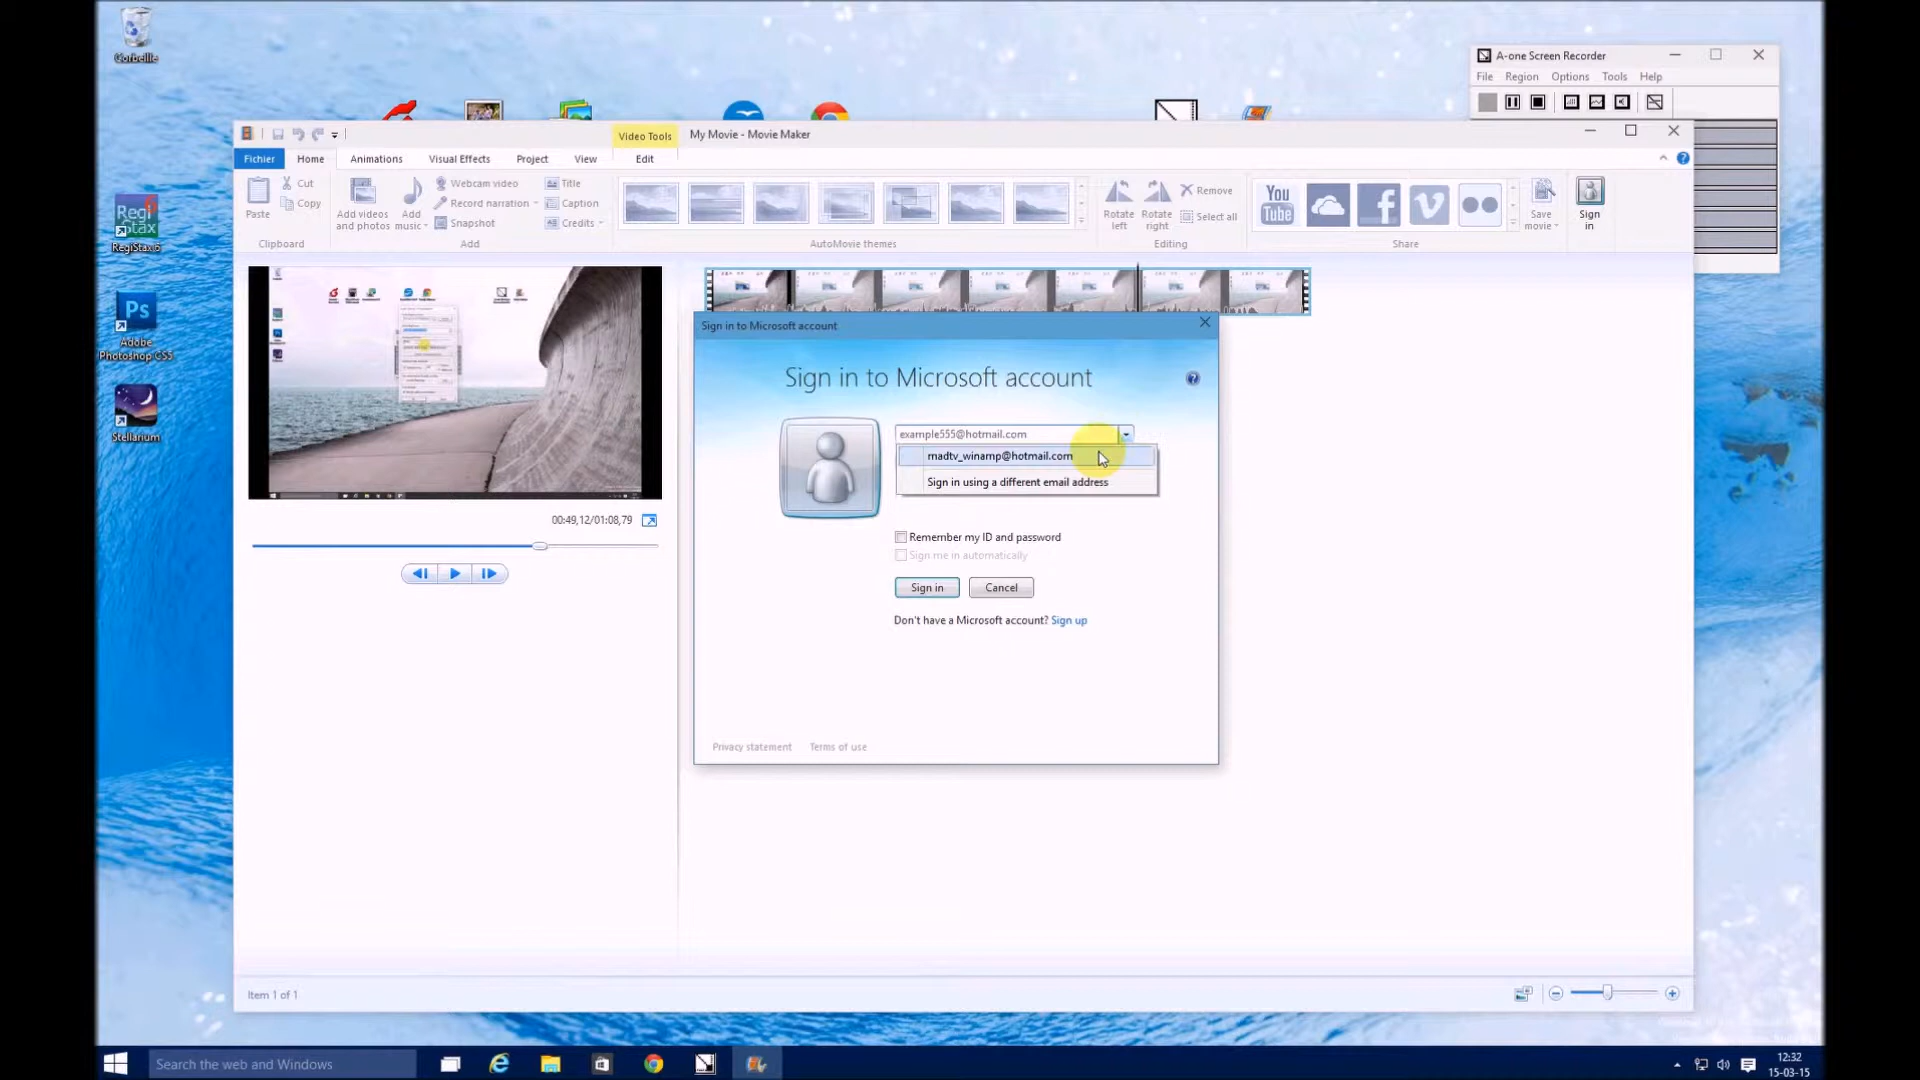 Corbeille
A-one Screen Recorder
File Region Options Tools Help
Video Tools
My Movie - Movie Maker
Fichier Home Animations Visual Effects Project View Edit
Paste
Cut
Copy
Clipboard
Add videos
and photos
Add
music
Webcam video
Record narration
Snapshot
Title
Caption
Credits
Add
AutoMovie themes
Rotate
left
Rotate
right
Remove
Select all
Editing
You
Tube
Share
Save
movie
Sign
in
RegiStax6
Regi
Stax
6
Ps
Adobe
Photoshop CS5
Stellarium
00:49,12/01:08,79
Sign in to Microsoft account
Sign in to Microsoft account
example555@hotmail.com
madtv_winamp@hotmail.com
Sign in using a different email address
Remember my ID and password
Sign me in automatically
Sign in
Cancel
Don't have a Microsoft account? Sign up
Privacy statement
Terms of use
Item 1 of 1
Search the web and Windows
12:32
15-03-15